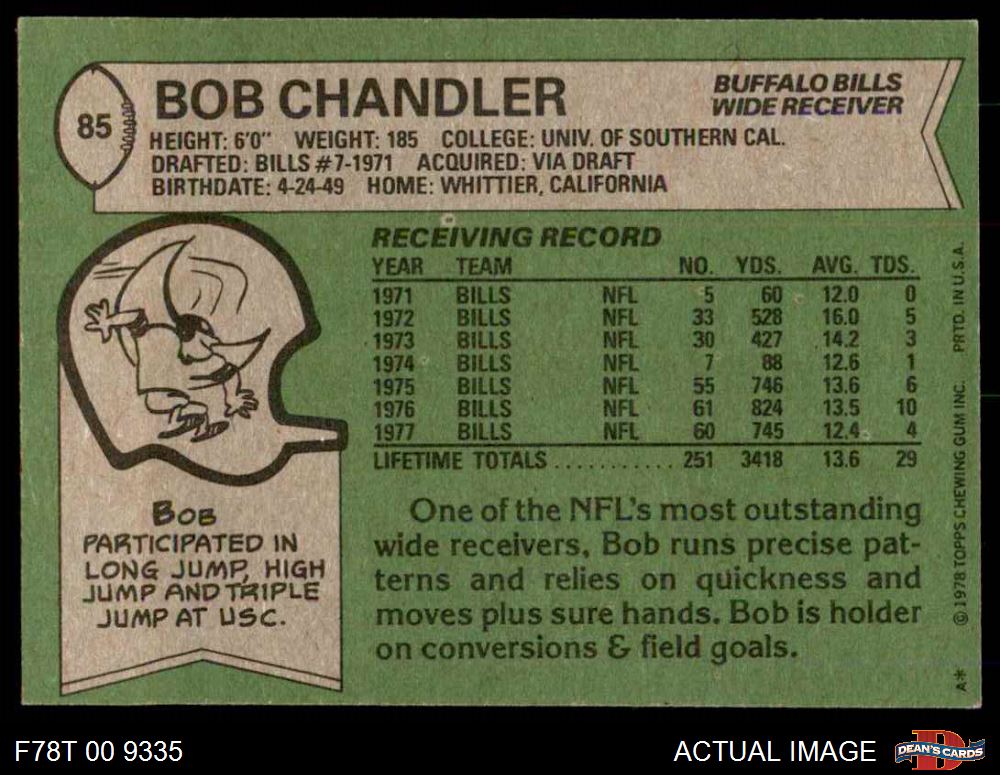 85
BOB CHANDLER
BUFFALO BILLS
WIDE RECEIVER
HEIGHT: 6'0" WEIGHT: 185 COLLEGE: UNIV. OF SOUTHERN CAL.
DRAFTED: BILLS #7-1971 ACQUIRED: VIA DRAFT
BIRTHDATE: 4-24-49 HOME: WHITTIER, CALIFORNIA
RECEIVING RECORD
YEAR TEAM NO. YDS. AVG. TDS.
1971 BILLS NFL 5 60 12.0 0
1972 BILLS NFL 33 528 16.0 5
1973 BILLS NFL 30 427 14.2 3
1974 BILLS NFL 7 88 12.6 1
1975 BILLS NFL 55 746 13.6 6
1976 BILLS NFL 61 824 13.5 10
1977 BILLS NFL 60 745 12.4 4
LIFETIME TOTALS ........... 251 3418 13.6 29
BOB
PARTICIPATED IN
LONG JUMP, HIGH
JUMP AND TRIPLE
JUMP AT USC.
One of the NFL's most outstanding
wide receivers, Bob runs precise pat-
terns and relies on quickness and
moves plus sure hands. Bob is holder
on conversions & field goals.
A* © 1978 TOPPS CHEWING GUM INC. PRTD. IN U.S.A.
F78T 00 9335
ACTUAL IMAGE
D
DEAN'S CARDS